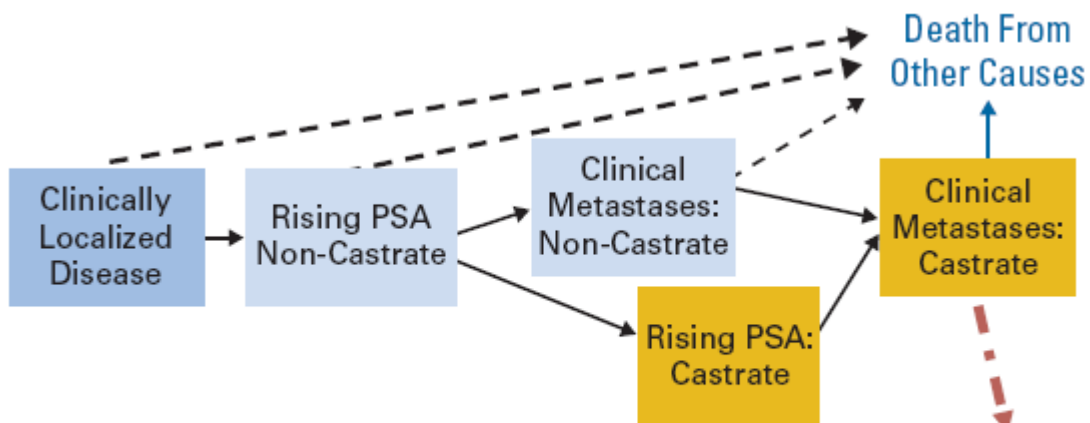 Death From
Other Causes
Clinically
Localized
Disease
Rising PSA
Non-Castrate
Clinical
Metastases:
Non-Castrate
Rising PSA:
Castrate
Clinical
Metastases:
Castrate